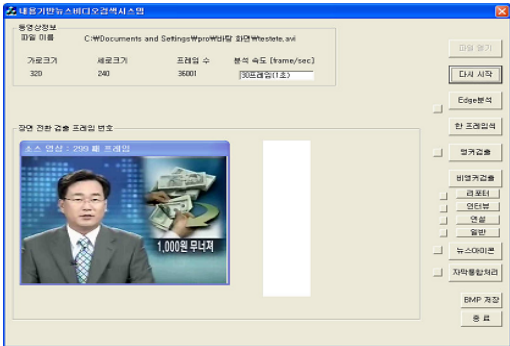 내용기반뉴스비디오검색시스템
동영상정보
파일 이름 C:₩Documents and Settings₩pro₩바탕 화면₩testete.avi
가로크기 세로크기 프레임 수 분석 속도 [frame/sec]
320 240 36001 30프레임(1초)
파일 열기
다시 시작
Edge분석
한 프레임색
앵커검출
비앵커검출
리포터
인터뷰
연설
일반
뉴스아이콘
자막통합처리
BMP 저장
종 료
장면 전환 검출 프레임 번호
소스 영상 : 299 째 프레임
1,000원 무너져